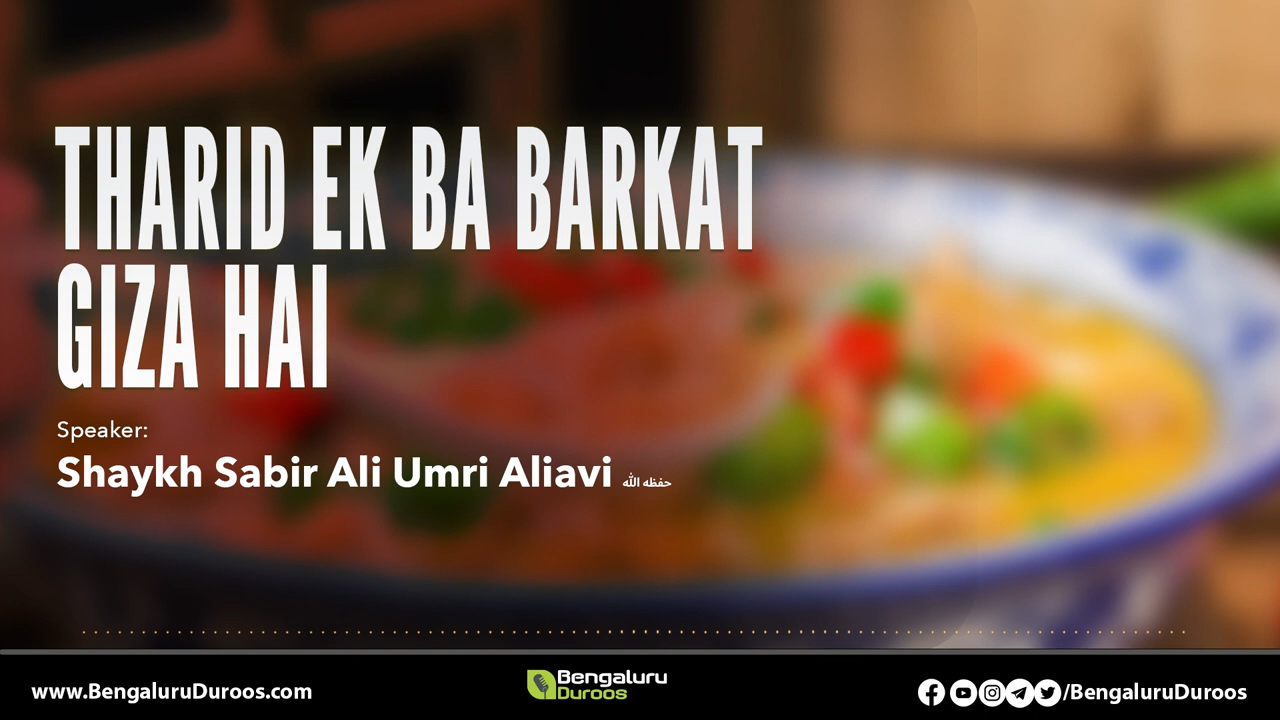 THARID EK BA BARKAT
GIZA HAI
Speaker:
Shaykh Sabir Ali Umri Aliavi حفظه الله
www.BengaluruDuroos.com
Bengaluru
Duroos
/BengaluruDuroos